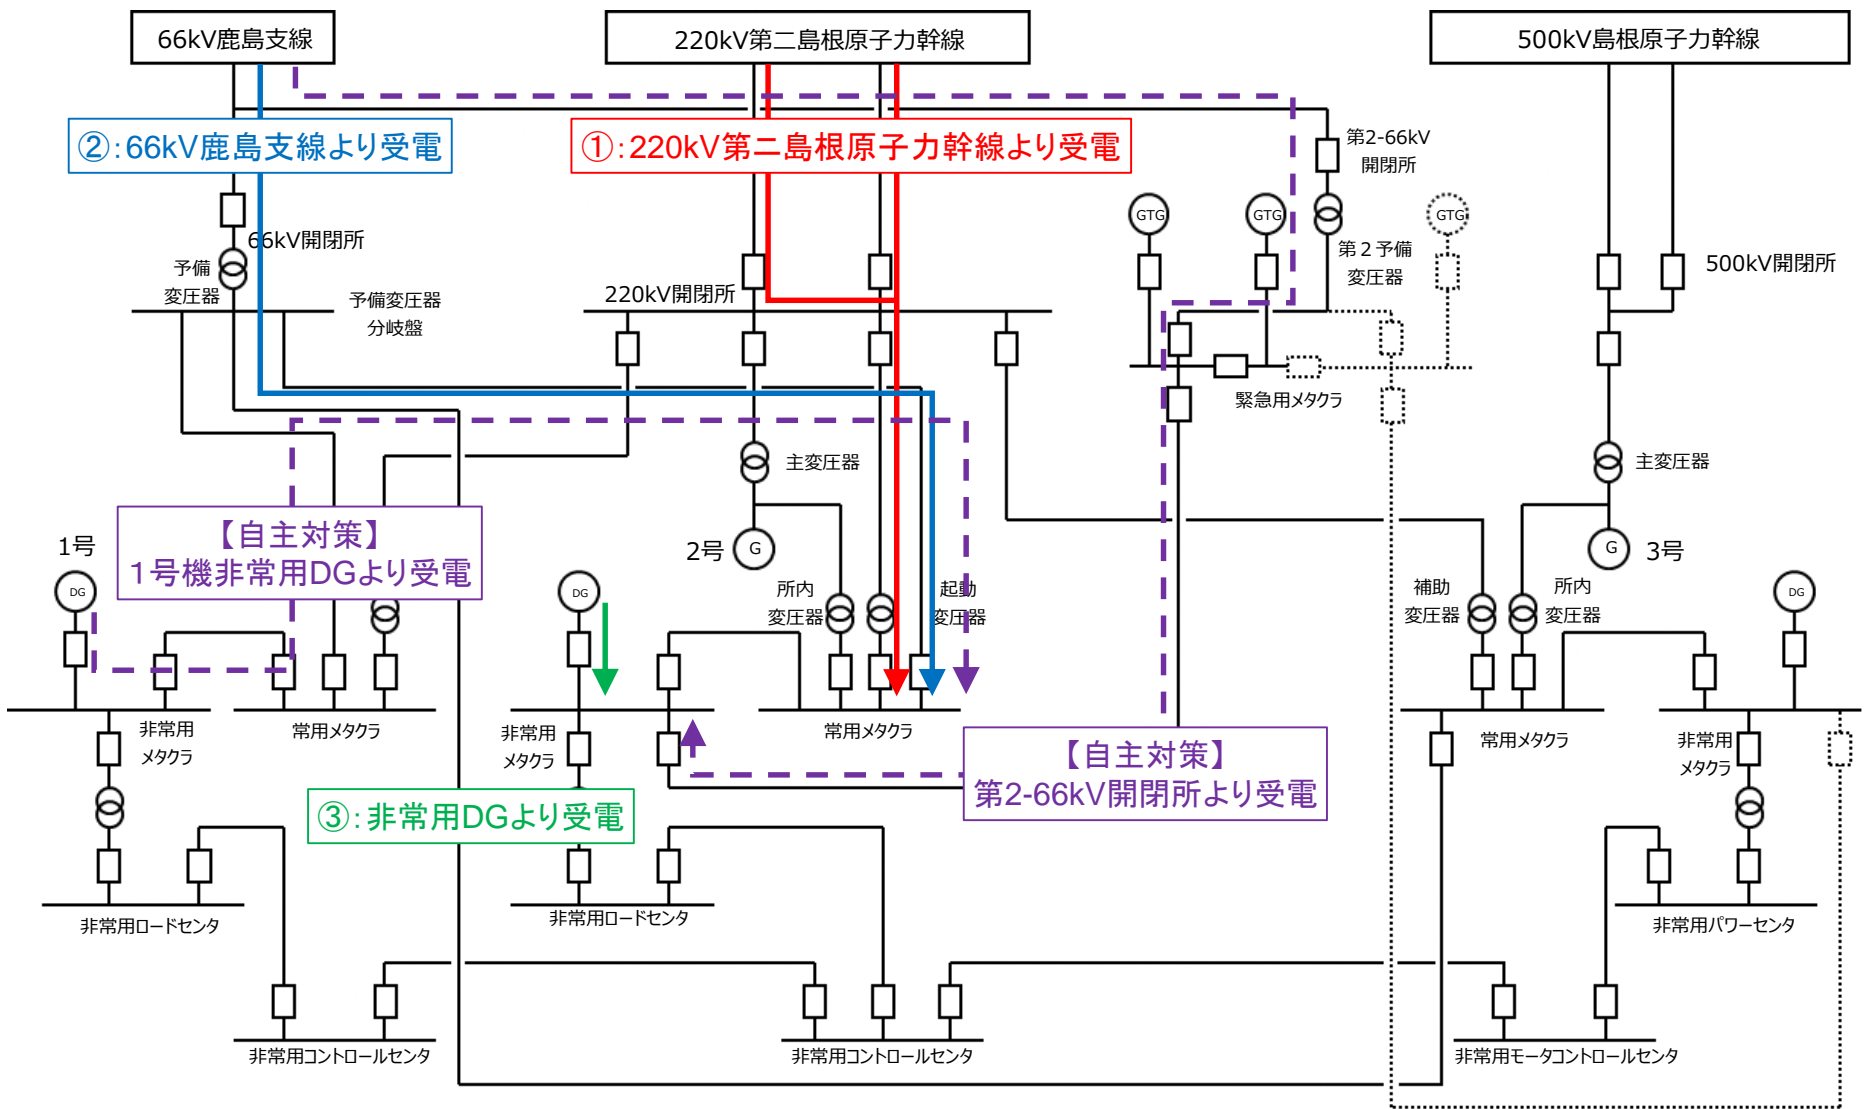 66kV鹿島支線
220kV第二島根原子力幹線
500kV島根原子力幹線
②:66kV鹿島支線より受電
①:220kV第二島根原子力幹線より受電
第2-66kV
開閉所
GTG
GTG
GTG
66kV開閉所
予備
変圧器
予備変圧器
分岐盤
220kV開閉所
第２予備
変圧器
500kV開閉所
緊急用メタクラ
主変圧器
主変圧器
【自主対策】
１号機非常用DGより受電
1号
2号
G
G
3号
DG
DG
所内
変圧器
起動
変圧器
補助
変圧器
所内
変圧器
DG
非常用
メタクラ
常用メタクラ
非常用
メタクラ
常用メタクラ
【自主対策】
第2-66kV開閉所より受電
常用メタクラ
非常用
メタクラ
③:非常用DGより受電
非常用ロードセンタ
非常用ロードセンタ
非常用パワーセンタ
非常用コントロールセンタ
非常用コントロールセンタ
非常用モータコントロールセンタ